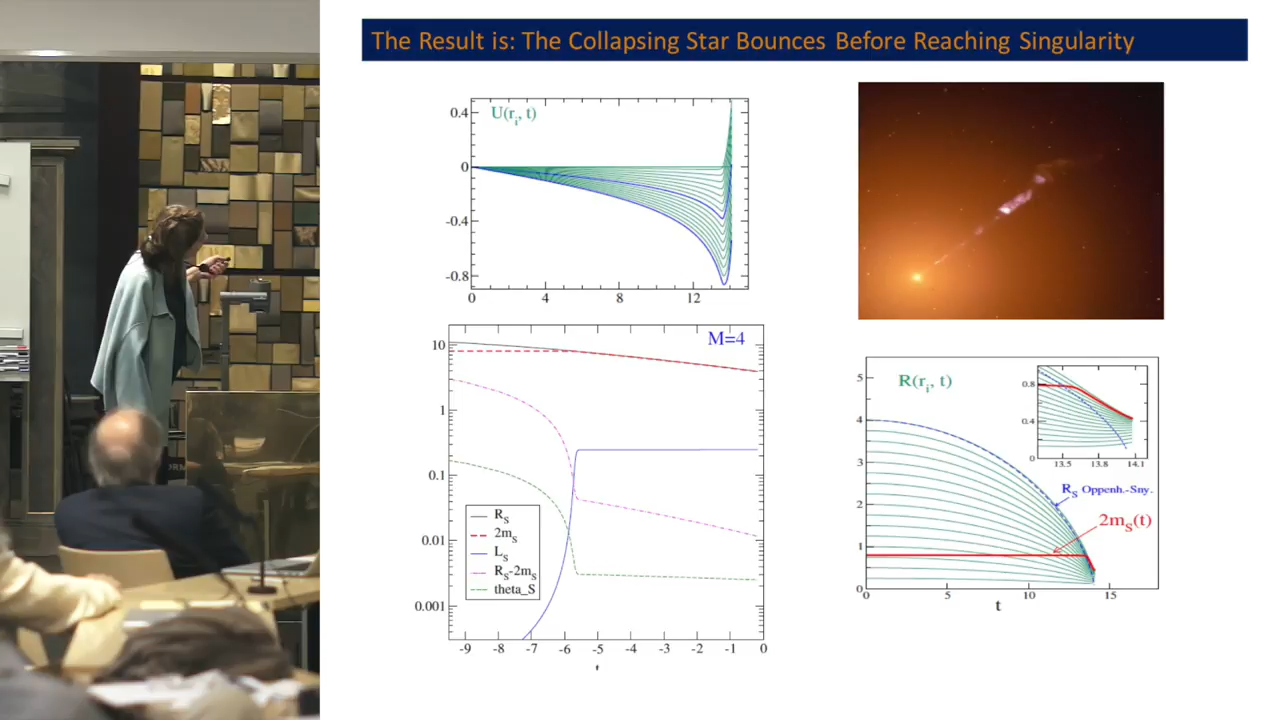 The Result is: The Collapsing Star Bounces Before Reaching Singularity
U(r_i, t)
0.4
0
-0.4
-0.8
0 4 8 12
M=4
10
1
0.1
0.01
0.001
R_S
2m_S
L_S
R_S-2m_S
theta_S
-9 -8 -7 -6 -5 -4 -3 -2 -1 0
R(r_i, t)
5
4
3
2
1
0
0.8
0.4
0
13.5 13.8 14.1
R_S Oppenh.-Sny.
2m_S(t)
0 5 10 15
t